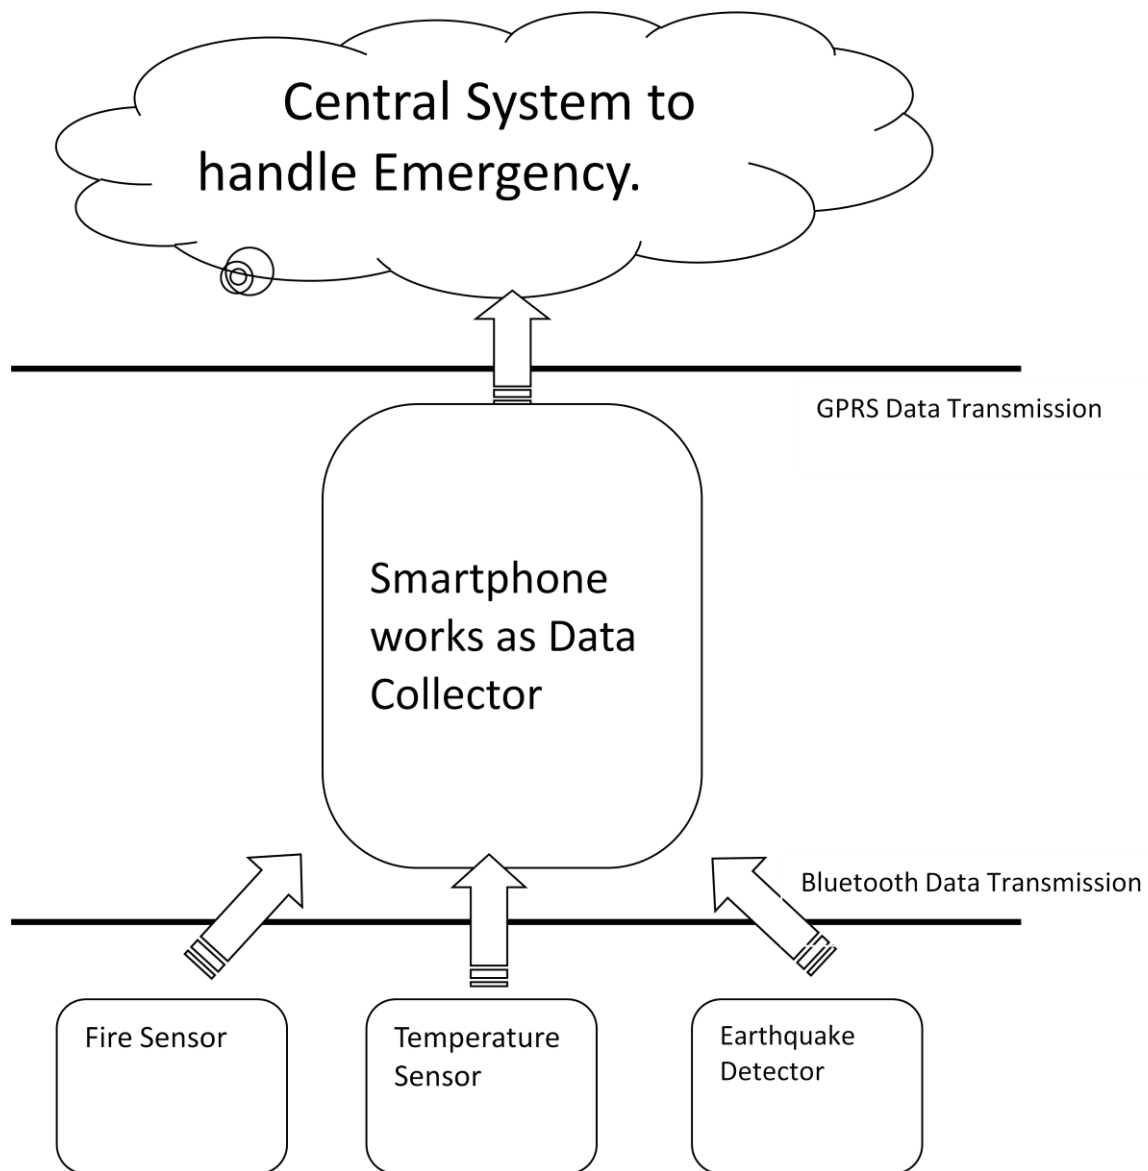 Central System to
handle Emergency.
GPRS Data Transmission
Smartphone
works as Data
Collector
Bluetooth Data Transmission
Fire Sensor
Temperature
Sensor
Earthquake
Detector